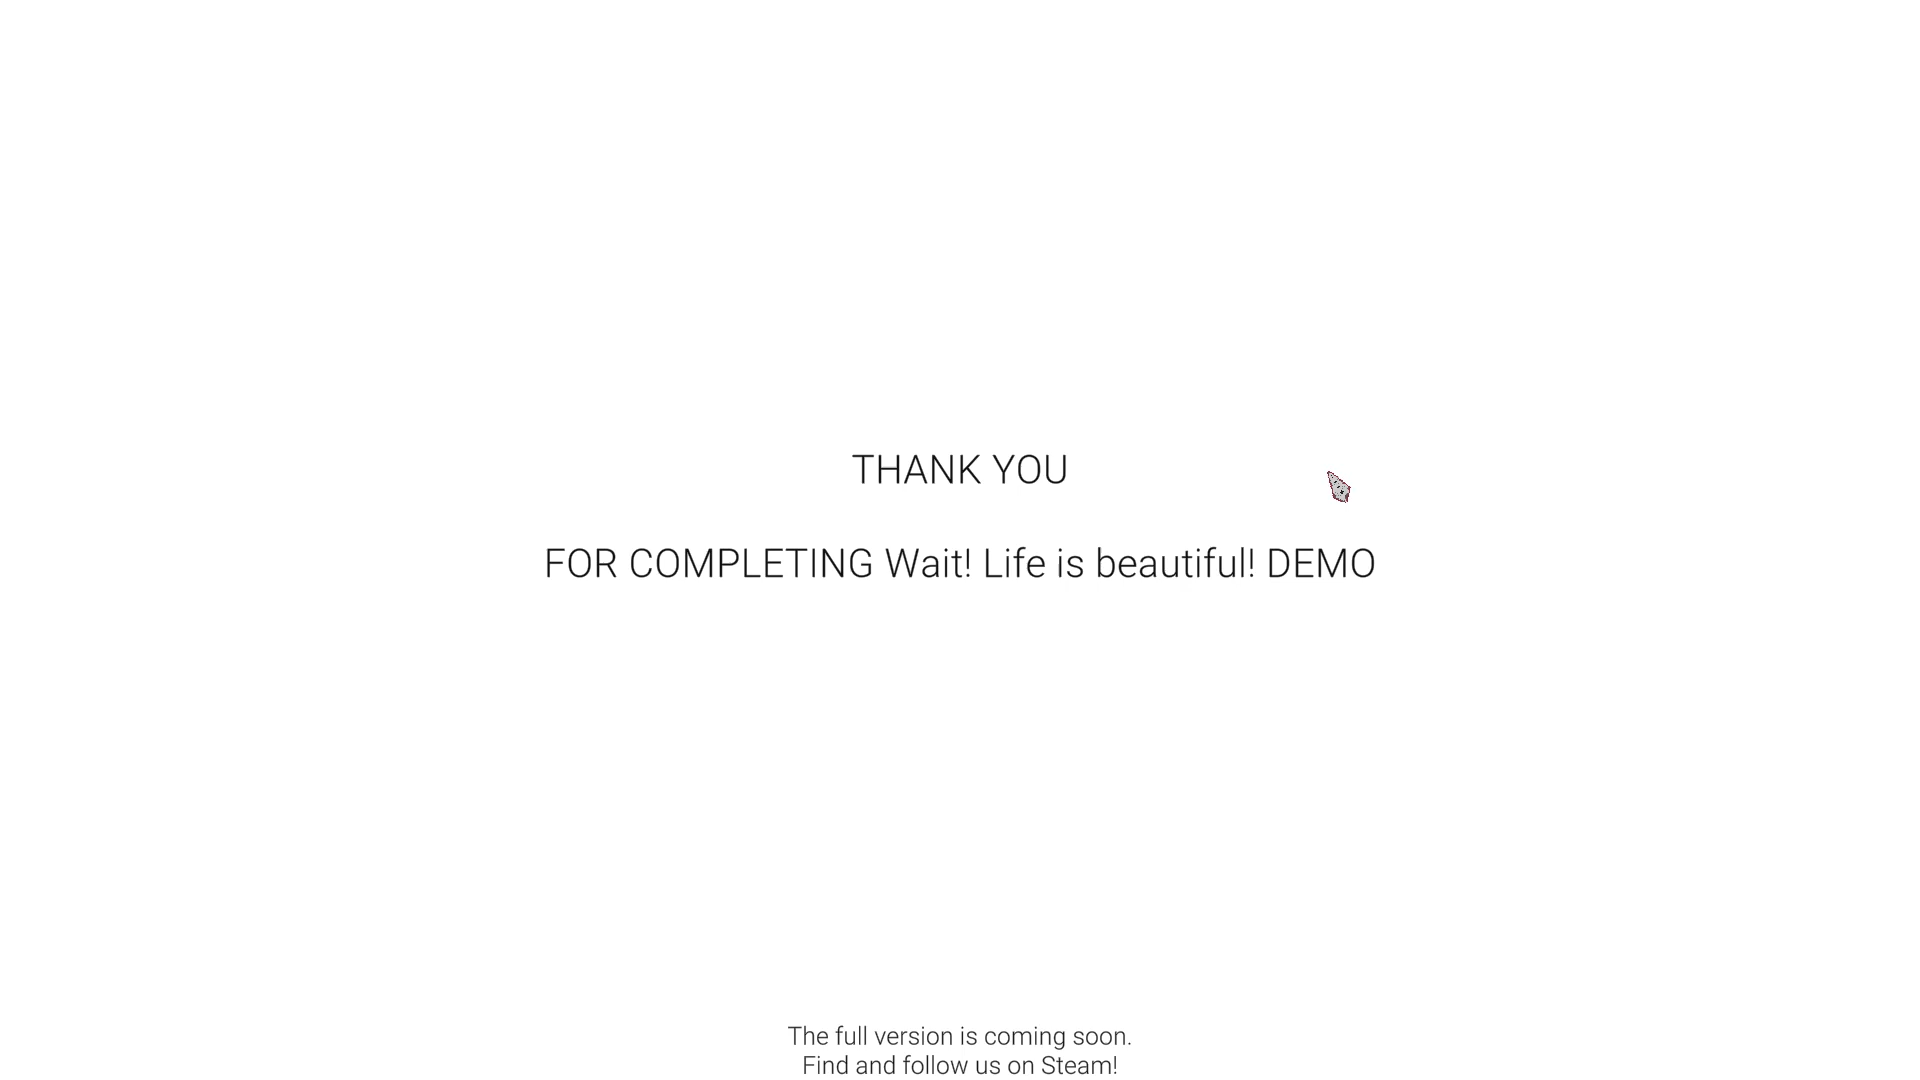 THANK YOU
FOR COMPLETING Wait! Life is beautiful! DEMO
The full version is coming soon.
Find and follow us on Steam!